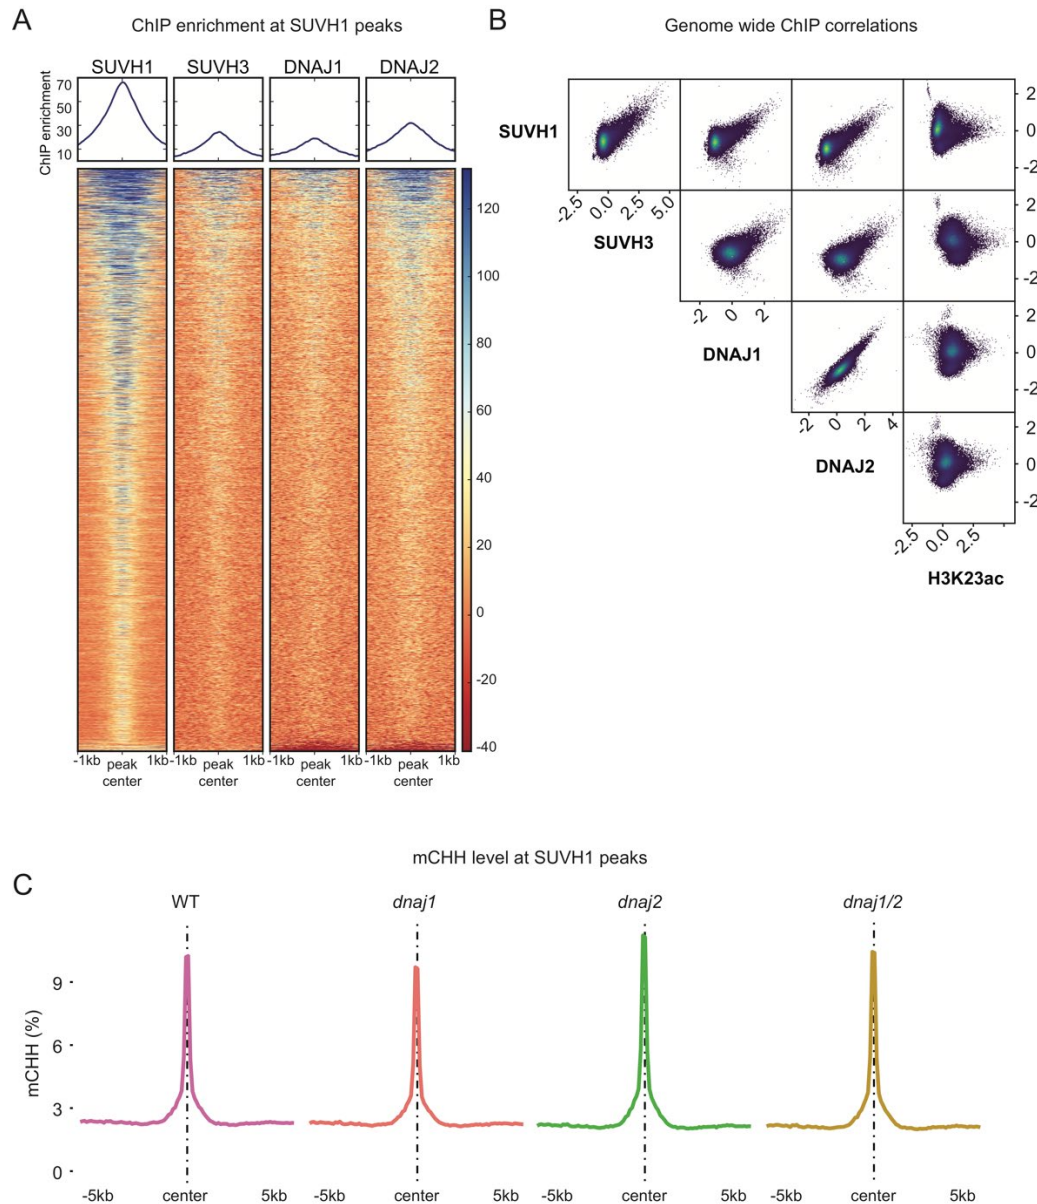 A
ChIP enrichment at SUVH1 peaks
SUVH1 SUVH3 DNAJ1 DNAJ2
ChIP enrichment
70
50
30
10
120
100
80
60
40
20
0
-20
-40
-1kb peak center 1kb -1kb peak center 1kb -1kb peak center 1kb -1kb peak center 1kb
B
Genome wide ChIP correlations
SUVH1
2
0
-2
-2.5 0.0 2.5 5.0
SUVH3
2
0
-2
-2 0 2
DNAJ1
2
0
-2
-2 0 2 4
DNAJ2
2
0
-2
-2.5 0.0 2.5
H3K23ac
mCHH level at SUVH1 peaks
C
WT dnaj1 dnaj2 dnaj1/2
mCHH (%)
9
6
3
0
-5kb center 5kb -5kb center 5kb -5kb center 5kb -5kb center 5kb